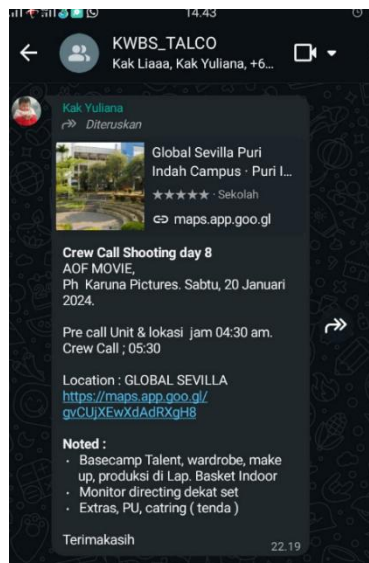 14.43
KWBS_TALCO
Kak Liaaa, Kak Yuliana, +6...
Kak Yuliana
Diteruskan
Global Sevilla Puri
Indah Campus · Puri I...
★★★★★ · Sekolah
maps.app.goo.gl
Crew Call Shooting day 8
AOF MOVIE,
Ph Karuna Pictures. Sabtu, 20 Januari
2024.
Pre call Unit & lokasi jam 04:30 am.
Crew Call ; 05:30
Location : GLOBAL SEVILLA
https://maps.app.goo.gl/
gvCUjXEwXdAdRXgH8
Noted :
• Basecamp Talent, wardrobe, make
up, produksi di Lap. Basket Indoor
• Monitor directing dekat set
• Extras, PU, catring ( tenda )
Terimakasih
22.19